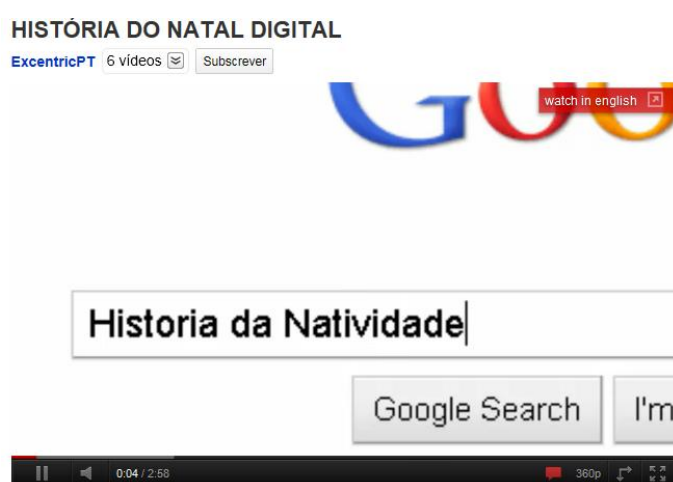 HISTÓRIA DO NATAL DIGITAL
ExcentricPT 6 vídeos Subscrever
Goo
watch in english
Historia da Natividade
Google Search I'm
0:04 / 2:58 360p